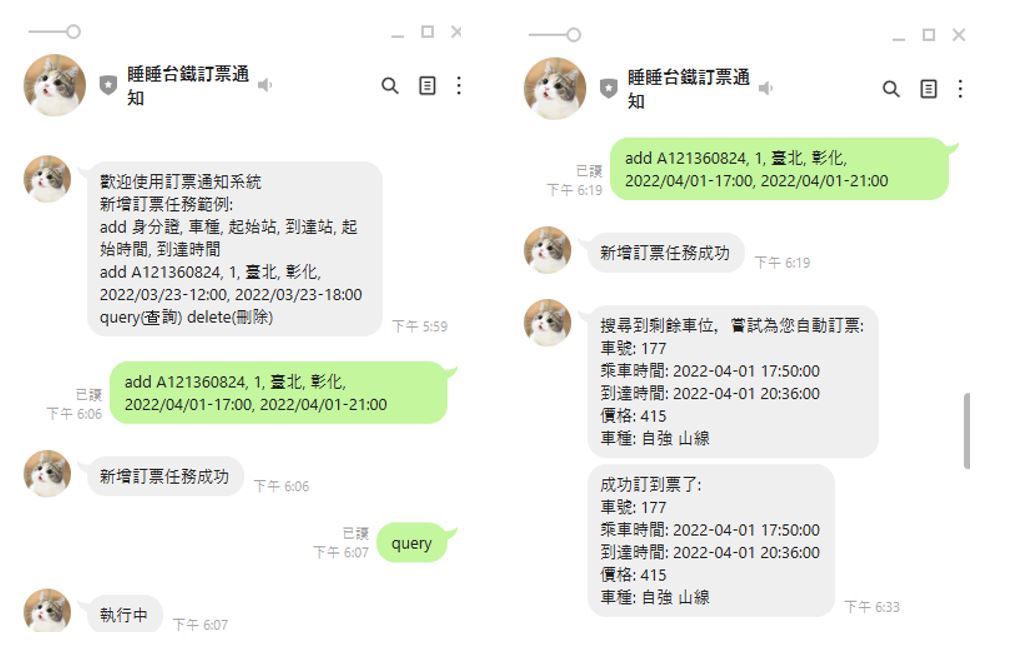 睡睡台鐵訂票通
知
歡迎使用訂票通知系統
新增訂票任務範例:
add 身分證, 車種, 起始站, 到達站, 起
始時間, 到達時間
add A121360824, 1, 臺北, 彰化,
2022/03/23-12:00, 2022/03/23-18:00
query(查詢) delete(刪除)
下午 5:59
add A121360824, 1, 臺北, 彰化,
2022/04/01-17:00, 2022/04/01-21:00
已讀
下午 6:06
新增訂票任務成功
下午 6:06
已讀
下午 6:07
query
執行中
下午 6:07
睡睡台鐵訂票通
知
add A121360824, 1, 臺北, 彰化,
2022/04/01-17:00, 2022/04/01-21:00
已讀
下午 6:19
新增訂票任務成功
下午 6:19
搜尋到剩餘車位，嘗試為您自動訂票:
車號: 177
乘車時間: 2022-04-01 17:50:00
到達時間: 2022-04-01 20:36:00
價格: 415
車種: 自強 山線
成功訂到票了:
車號: 177
乘車時間: 2022-04-01 17:50:00
到達時間: 2022-04-01 20:36:00
價格: 415
車種: 自強 山線
下午 6:33